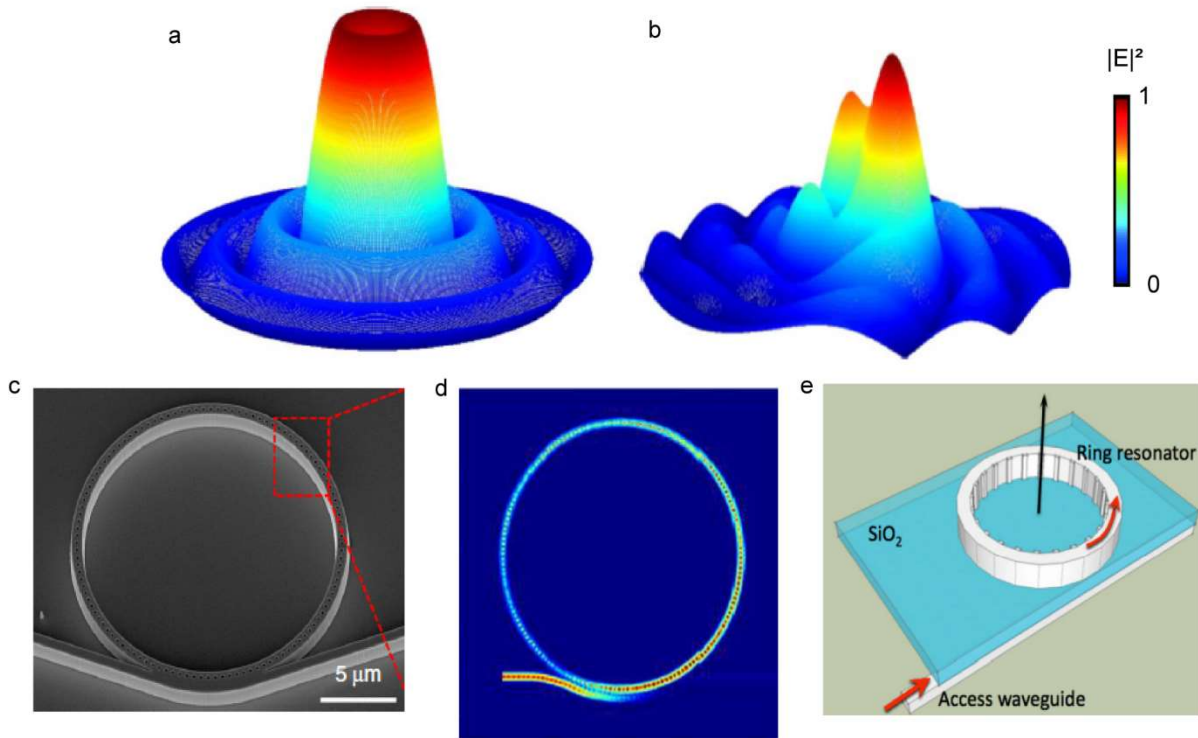 a
b
|E|²
1
0
c
d
e
5 μm
Ring resonator
SiO₂
Access waveguide